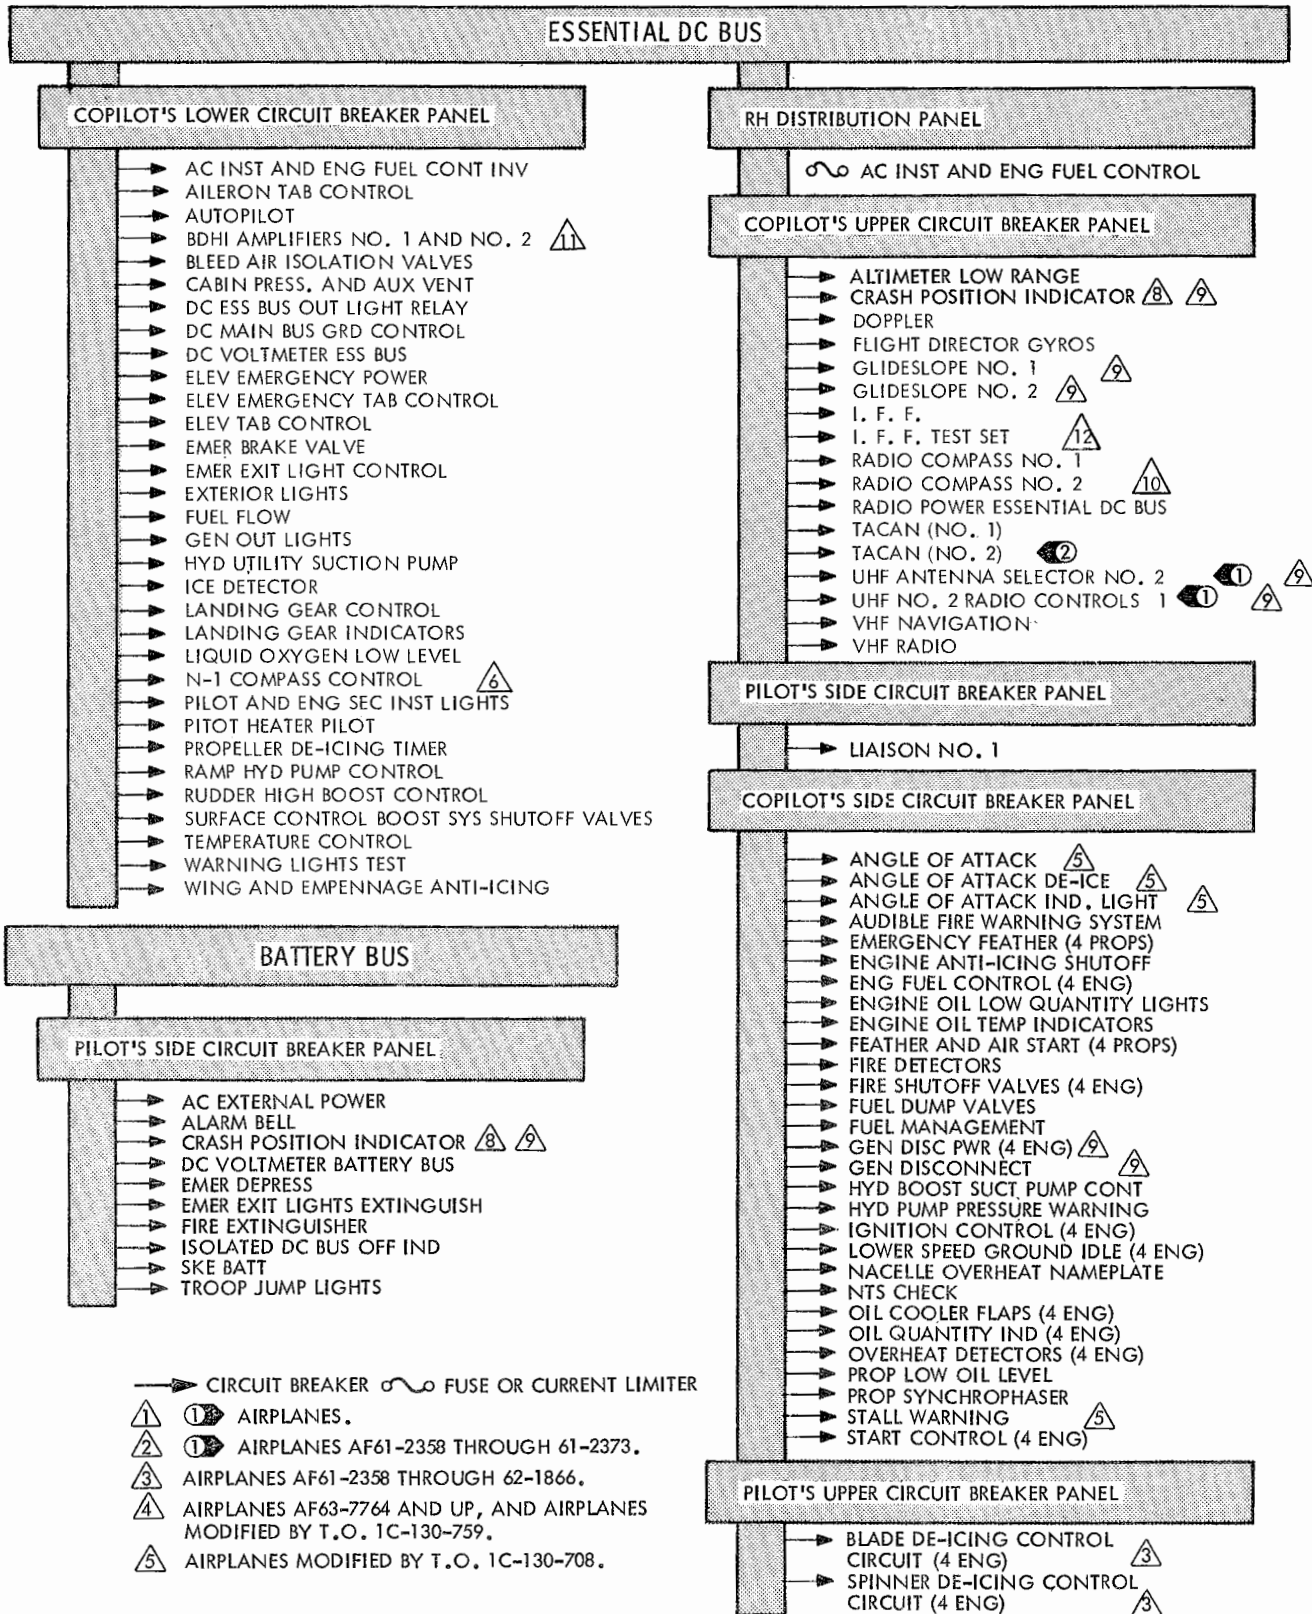 ESSENTIAL DC BUS
COPILOT'S LOWER CIRCUIT BREAKER PANEL
AC INST AND ENG FUEL CONT INV
AILERON TAB CONTROL
AUTOPILOT
BDHI AMPLIFIERS NO. 1 AND NO. 2 11
BLEED AIR ISOLATION VALVES
CABIN PRESS. AND AUX VENT
DC ESS BUS OUT LIGHT RELAY
DC MAIN BUS GRD CONTROL
DC VOLTMETER ESS BUS
ELEV EMERGENCY POWER
ELEV EMERGENCY TAB CONTROL
ELEV TAB CONTROL
EMER BRAKE VALVE
EMER EXIT LIGHT CONTROL
EXTERIOR LIGHTS
FUEL FLOW
GEN OUT LIGHTS
HYD UTILITY SUCTION PUMP
ICE DETECTOR
LANDING GEAR CONTROL
LANDING GEAR INDICATORS
LIQUID OXYGEN LOW LEVEL
N-1 COMPASS CONTROL 6
PILOT AND ENG SEC INST LIGHTS
PITOT HEATER PILOT
PROPELLER DE-ICING TIMER
RAMP HYD PUMP CONTROL
RUDDER HIGH BOOST CONTROL
SURFACE CONTROL BOOST SYS SHUTOFF VALVES
TEMPERATURE CONTROL
WARNING LIGHTS TEST
WING AND EMPENNAGE ANTI-ICING
BATTERY BUS
PILOT'S SIDE CIRCUIT BREAKER PANEL
AC EXTERNAL POWER
ALARM BELL
CRASH POSITION INDICATOR 8 9
DC VOLTMETER BATTERY BUS
EMER DEPRESS
EMER EXIT LIGHTS EXTINGUISH
FIRE EXTINGUISHER
ISOLATED DC BUS OFF IND
SKE BATT
TROOP JUMP LIGHTS
CIRCUIT BREAKER FUSE OR CURRENT LIMITER
1 1 AIRPLANES.
2 1 AIRPLANES AF61-2358 THROUGH 61-2373.
3 AIRPLANES AF61-2358 THROUGH 62-1866.
4 AIRPLANES AF63-7764 AND UP, AND AIRPLANES
MODIFIED BY T.O. 1C-130-759.
5 AIRPLANES MODIFIED BY T.O. 1C-130-708.
RH DISTRIBUTION PANEL
AC INST AND ENG FUEL CONTROL
COPILOT'S UPPER CIRCUIT BREAKER PANEL
ALTIMETER LOW RANGE
CRASH POSITION INDICATOR 8 9
DOPPLER
FLIGHT DIRECTOR GYROS
GLIDESLOPE NO. 1 9
GLIDESLOPE NO. 2 9
I. F. F.
I. F. F. TEST SET 12
RADIO COMPASS NO. 1
RADIO COMPASS NO. 2 10
RADIO POWER ESSENTIAL DC BUS
TACAN (NO. 1)
TACAN (NO. 2) 2
UHF ANTENNA SELECTOR NO. 2 1 9
UHF NO. 2 RADIO CONTROLS 1 1 9
VHF NAVIGATION
VHF RADIO
PILOT'S SIDE CIRCUIT BREAKER PANEL
LIAISON NO. 1
COPILOT'S SIDE CIRCUIT BREAKER PANEL
ANGLE OF ATTACK 5
ANGLE OF ATTACK DE-ICE 5
ANGLE OF ATTACK IND. LIGHT 5
AUDIBLE FIRE WARNING SYSTEM
EMERGENCY FEATHER (4 PROPS)
ENGINE ANTI-ICING SHUTOFF
ENG FUEL CONTROL (4 ENG)
ENGINE OIL LOW QUANTITY LIGHTS
ENGINE OIL TEMP INDICATORS
FEATHER AND AIR START (4 PROPS)
FIRE DETECTORS
FIRE SHUTOFF VALVES (4 ENG)
FUEL DUMP VALVES
FUEL MANAGEMENT
GEN DISC PWR (4 ENG) 9
GEN DISCONNECT 9
HYD BOOST SUCT PUMP CONT
HYD PUMP PRESSURE WARNING
IGNITION CONTROL (4 ENG)
LOWER SPEED GROUND IDLE (4 ENG)
NACELLE OVERHEAT NAMEPLATE
NTS CHECK
OIL COOLER FLAPS (4 ENG)
OIL QUANTITY IND (4 ENG)
OVERHEAT DETECTORS (4 ENG)
PROP LOW OIL LEVEL
PROP SYNCHROPHASER
STALL WARNING 5
START CONTROL (4 ENG)
PILOT'S UPPER CIRCUIT BREAKER PANEL
BLADE DE-ICING CONTROL
CIRCUIT (4 ENG) 3
SPINNER DE-ICING CONTROL
CIRCUIT (4 ENG) 3